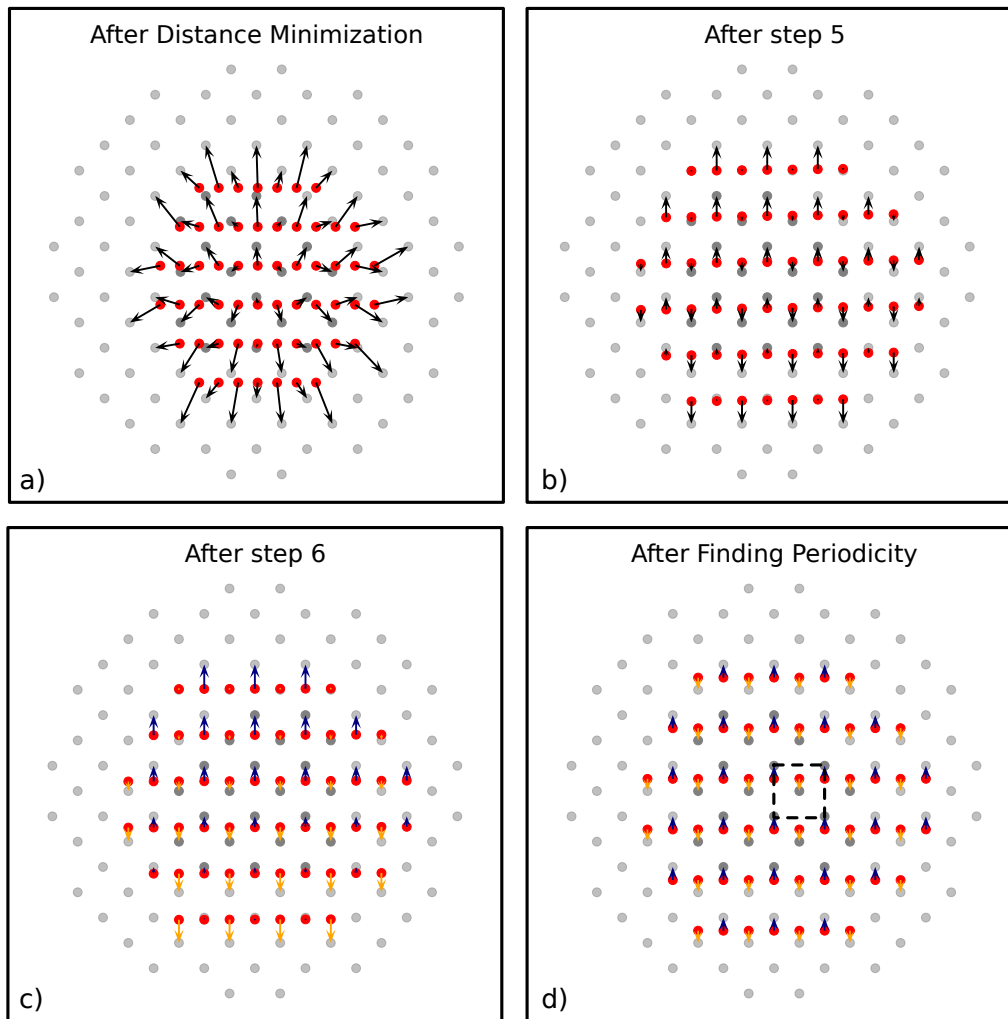 After Distance Minimization
a)
After step 5
b)
After step 6
c)
After Finding Periodicity
d)